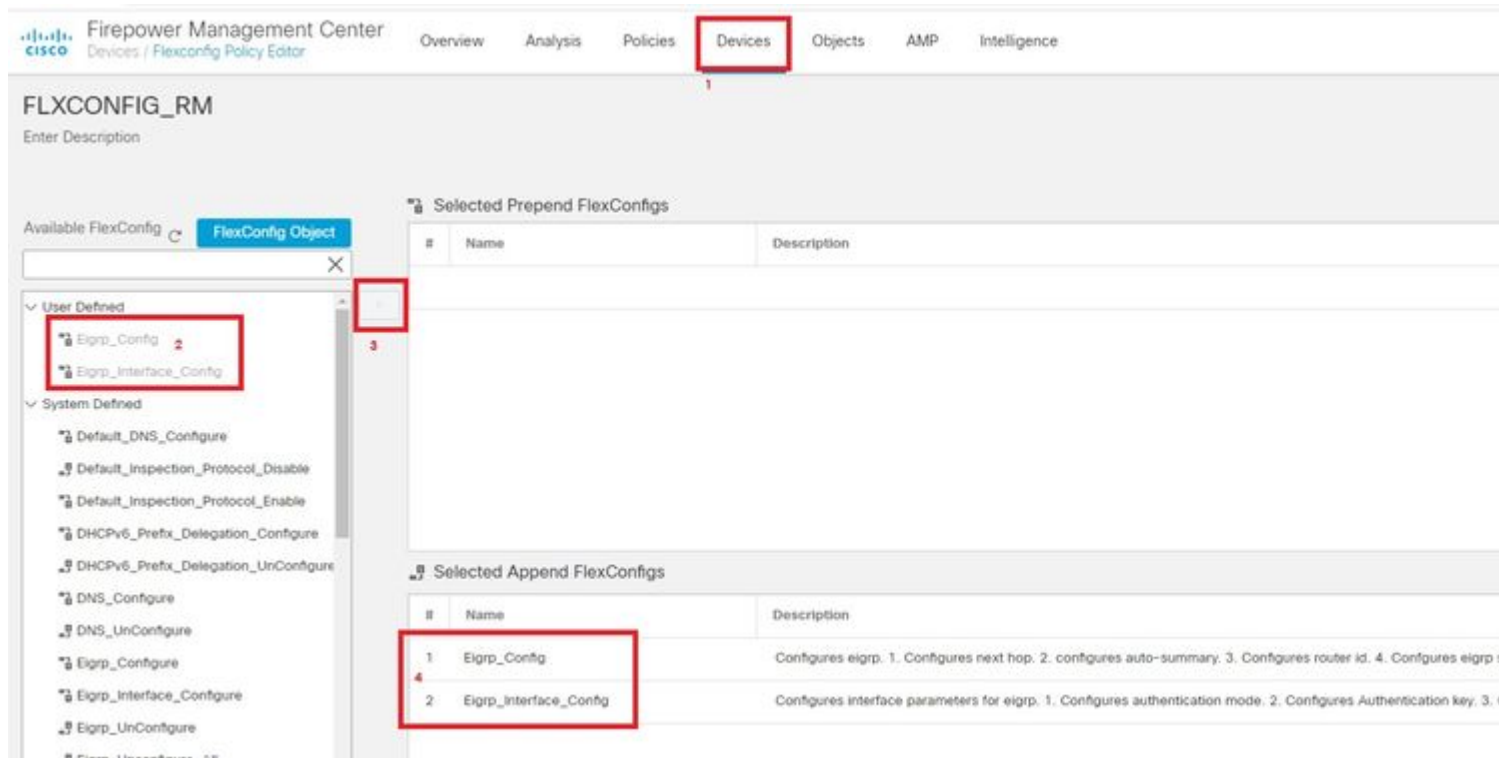 Firepower Management Center
CISCO Devices / Flexconfig Policy Editor
Overview Analysis Policies Devices Objects AMP Intelligence
1
FLXCONFIG_RM
Enter Description
Selected Prepend FlexConfigs
Available FlexConfig FlexConfig Object
# Name Description
User Defined
Eigrp_Config 2
3
Eigrp_Interface_Config
System Defined
Default_DNS_Configure
Default_Inspection_Protocol_Disable
Default_Inspection_Protocol_Enable
DHCPv6_Prefix_Delegation_Configure
DHCPv6_Prefix_Delegation_UnConfigure
DNS_Configure
DNS_UnConfigure
Eigrp_Configure
Eigrp_Interface_Configure
Eigrp_UnConfigure
Selected Append FlexConfigs
# Name Description
1 Eigrp_Config Configures eigrp. 1. Configures next hop. 2. configures auto-summary. 3. Configures router id. 4. Configures eigrp
4
2 Eigrp_Interface_Config Configures interface parameters for eigrp. 1. Configures authentication mode. 2. Configures Authentication key. 3.